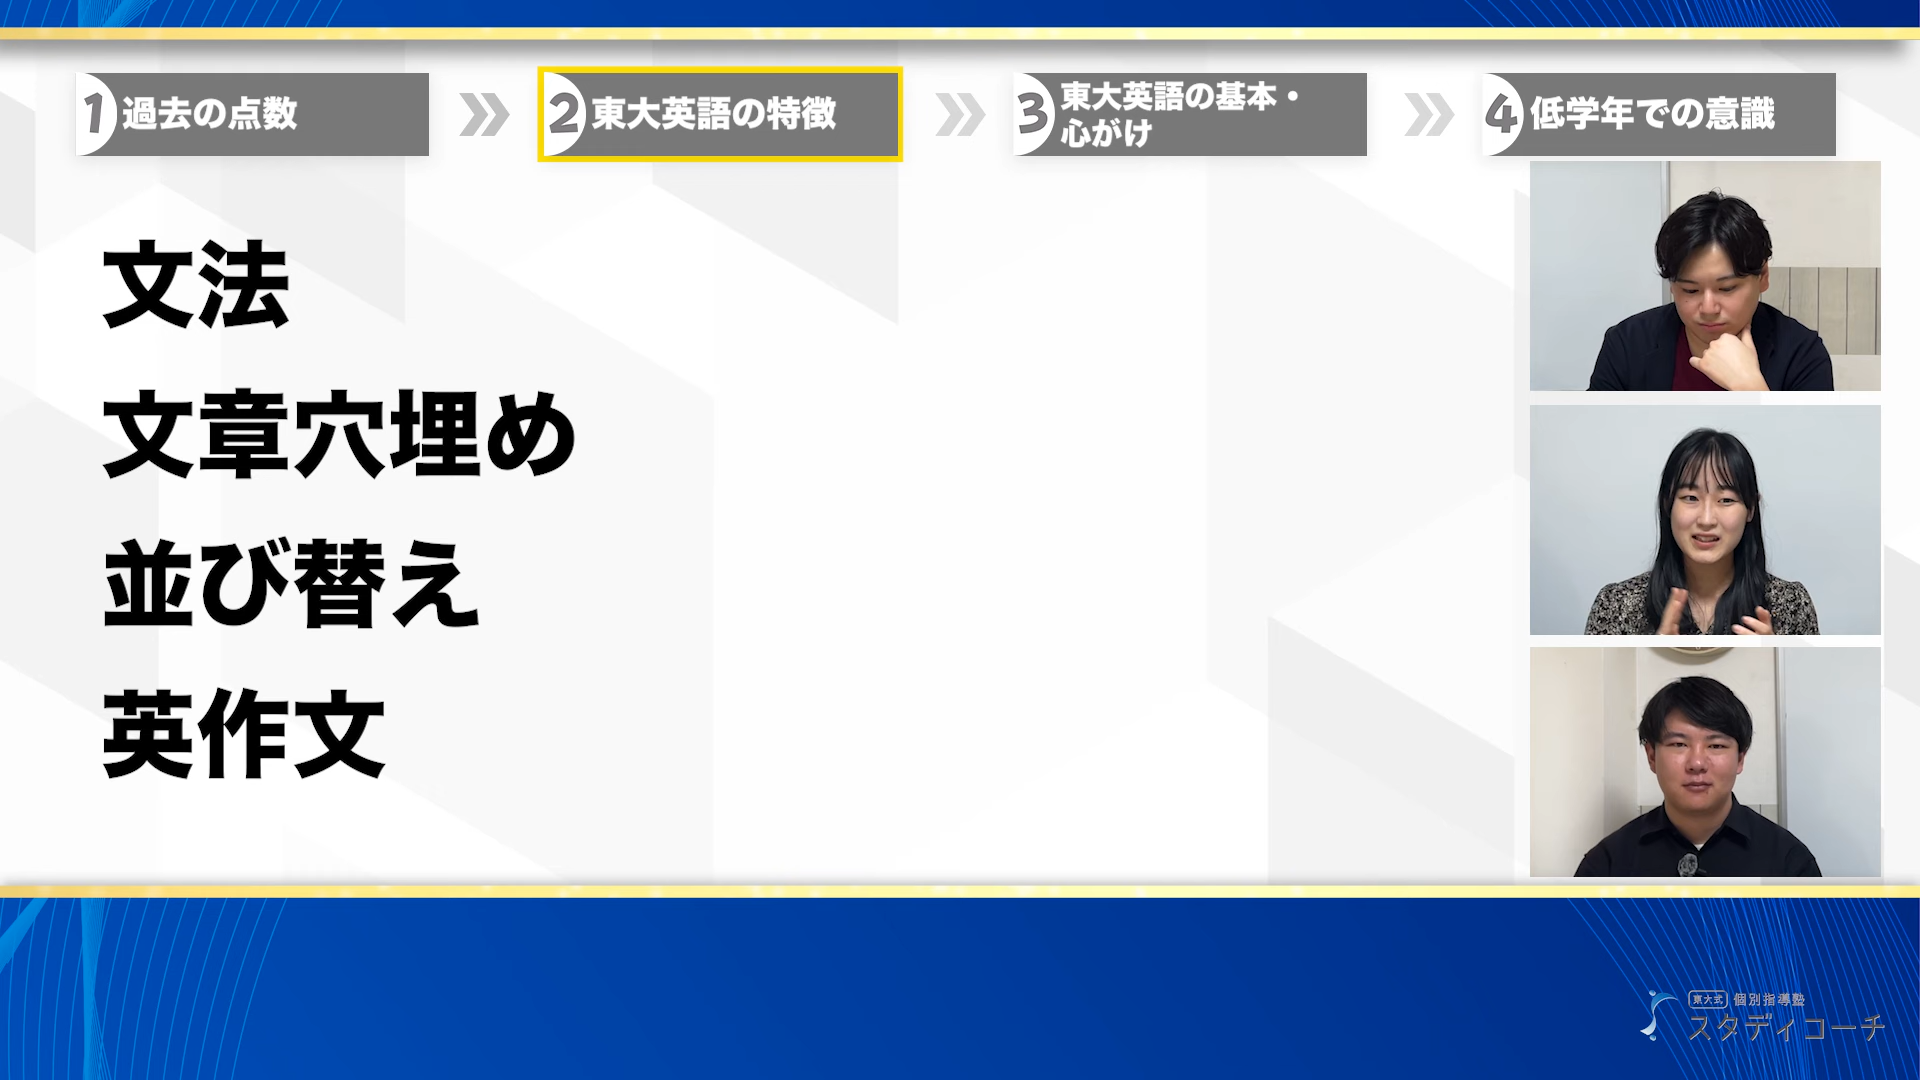 1 過去の点数
2 東大英語の特徴
3 東大英語の基本・
心がけ
4 低学年での意識
文法
文章穴埋め
並び替え
英作文
東大式 個別指導塾
スタディコーチ